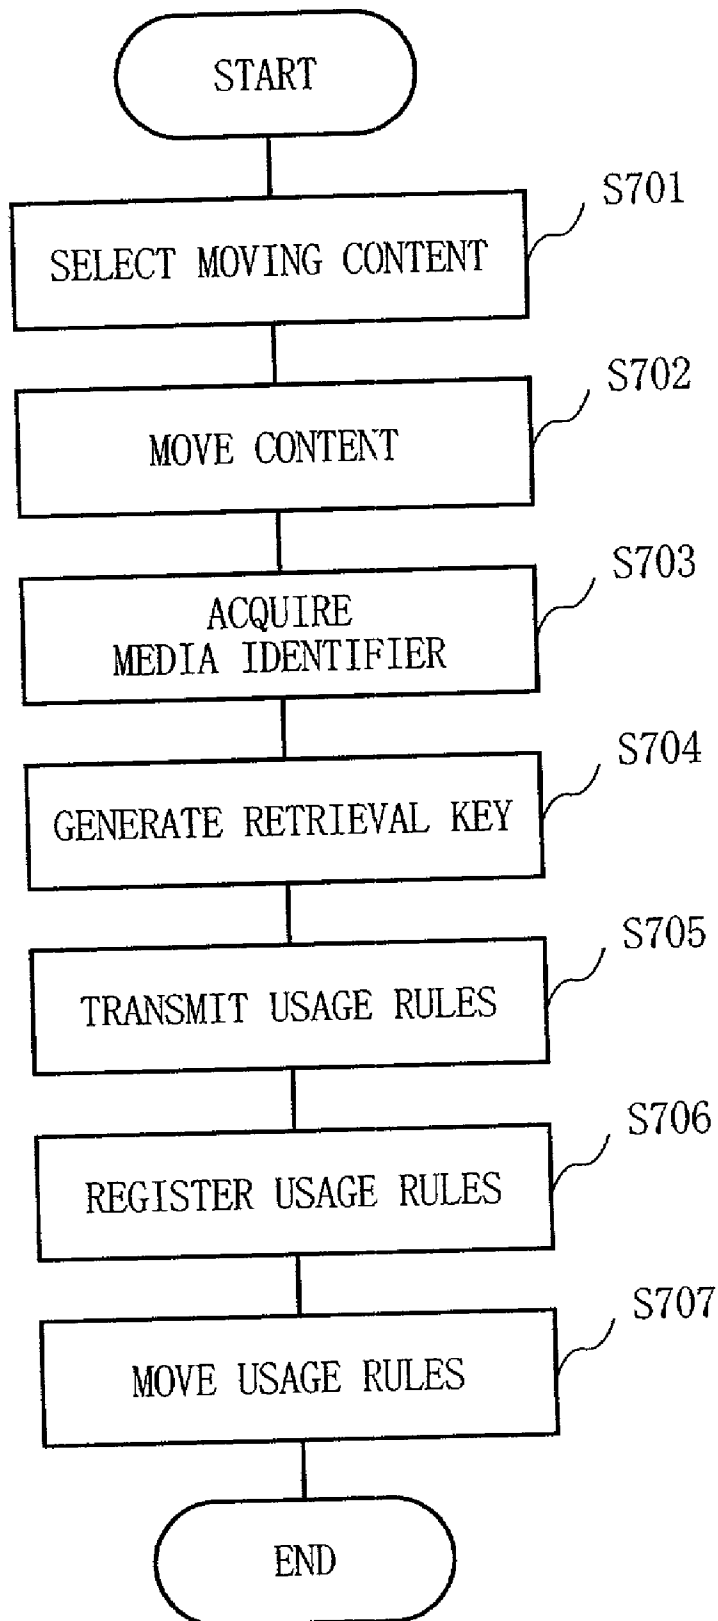 START
S701
SELECT MOVING CONTENT
S702
MOVE CONTENT
S703
ACQUIRE
MEDIA IDENTIFIER
S704
GENERATE RETRIEVAL KEY
S705
TRANSMIT USAGE RULES
S706
REGISTER USAGE RULES
S707
MOVE USAGE RULES
END